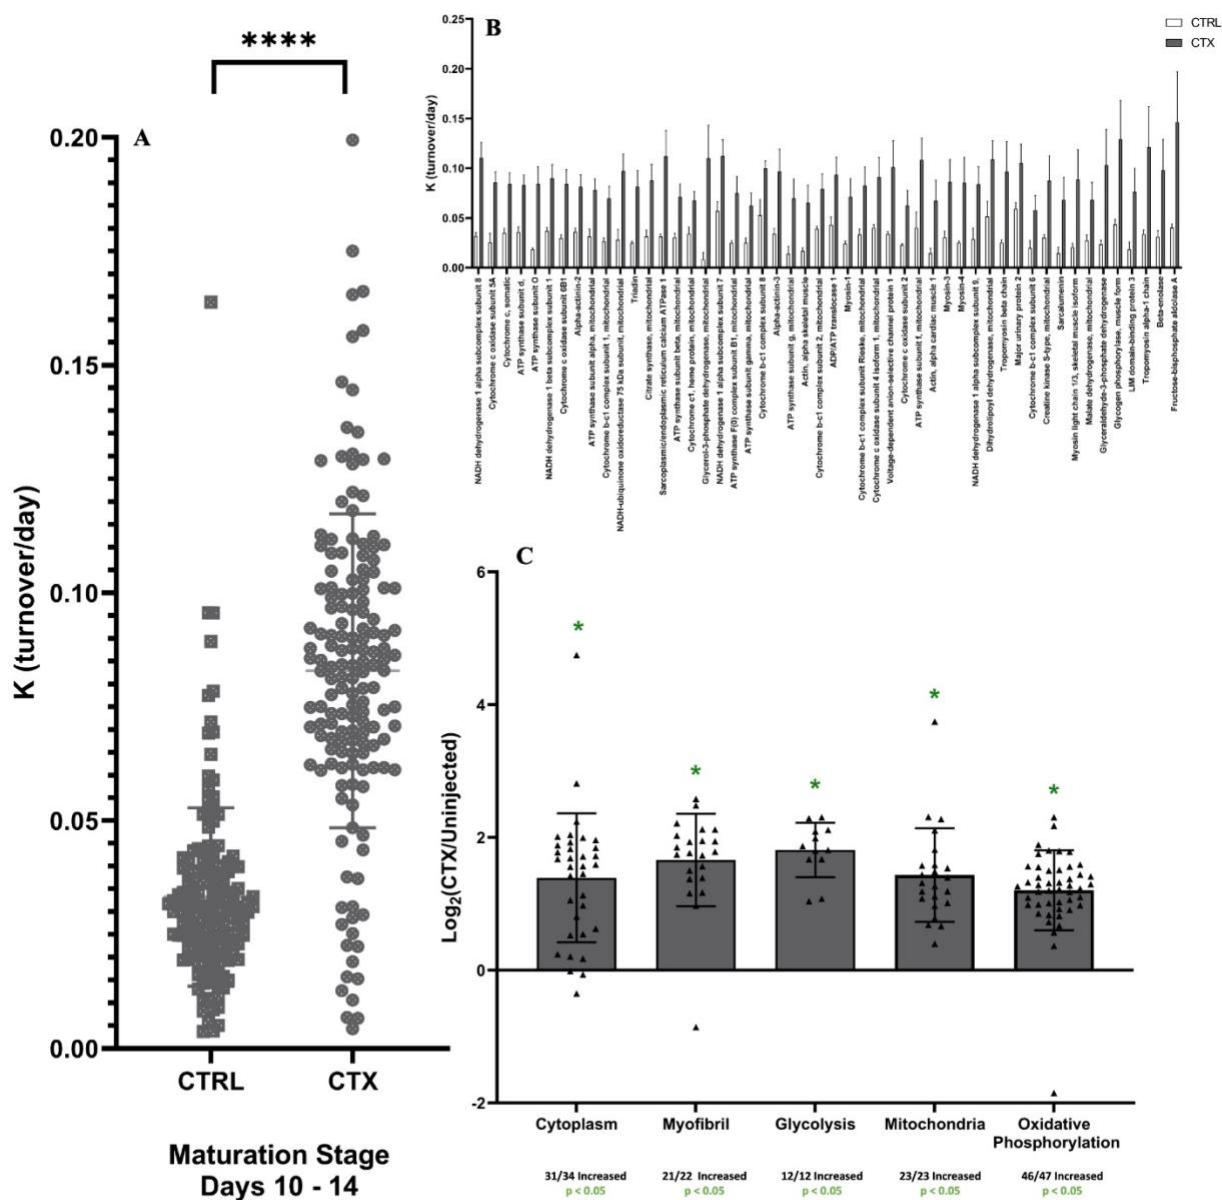 ****
A
0.20
0.15
0.10
0.05
0.00
K (turnover/day)
CTRL
CTX
Maturation Stage
Days 10 - 14
B
CTRL
CTX
0.25
0.20
0.15
0.10
0.05
0.00
K (turnover/day)
NADH dehydrogenase 1 alpha subcomplex subunit 8
Cytochrome c oxidase subunit 5A
Cytochrome c, somatic
ATP synthase subunit d,
ATP synthase subunit O
NADH dehydrogenase 1 beta subcomplex subunit 1
Cytochrome c oxidase subunit 6B1
Alpha-actinin-2
ATP synthase subunit alpha, mitochondrial
Cytochrome b-c1 complex subunit 1, mitochondrial
NADH-ubiquinone oxidoreductase 75 kDa subunit, mitochondrial
Triadin
Citrate synthase, mitochondrial
Sarcoplasmic/endoplasmic reticulum calcium ATPase 1
ATP synthase subunit beta, mitochondrial
Cytochrome c1, heme protein, mitochondrial
Glycerol-3-phosphate dehydrogenase, mitochondrial
NADH dehydrogenase 1 alpha subcomplex subunit 7
ATP synthase F(0) complex subunit B1, mitochondrial
ATP synthase subunit gamma, mitochondrial
Cytochrome b-c1 complex subunit 8
Alpha-actinin-3
ATP synthase subunit g, mitochondrial
Actin, alpha skeletal muscle
Cytochrome b-c1 complex subunit 2, mitochondrial
ADP/ATP translocase 1
Myosin-1
Cytochrome b-c1 complex subunit Rieske, mitochondrial
Cytochrome c oxidase subunit 4 isoform 1, mitochondrial
Voltage-dependent anion-selective channel protein 1
Cytochrome c oxidase subunit 2
ATP synthase subunit f, mitochondrial
Actin, alpha cardiac muscle 1
Myosin-3
Myosin-4
NADH dehydrogenase 1 alpha subcomplex subunit 9,
Dihydrolipoyl dehydrogenase, mitochondrial
Tropomyosin beta chain
Major urinary protein 2
Cytochrome b-c1 complex subunit 6
Creatine kinase S-type, mitochondrial
Sarcalumenin
Myosin light chain 1/3, skeletal muscle isoform
Malate dehydrogenase, mitochondrial
Glyceraldehyde-3-phosphate dehydrogenase
Glycogen phosphorylase, muscle form
LIM domain-binding protein 3
Tropomyosin alpha-1 chain
Beta-enolase
Fructose-bisphosphate aldolase A
C
6
4
2
0
-2
Log2(CTX/Uninjected)
*
*
*
*
*
Cytoplasm
Myofibril
Glycolysis
Mitochondria
Oxidative
Phosphorylation
31/34 Increased
p < 0.05
21/22 Increased
p < 0.05
12/12 Increased
p < 0.05
23/23 Increased
p < 0.05
46/47 Increased
p < 0.05